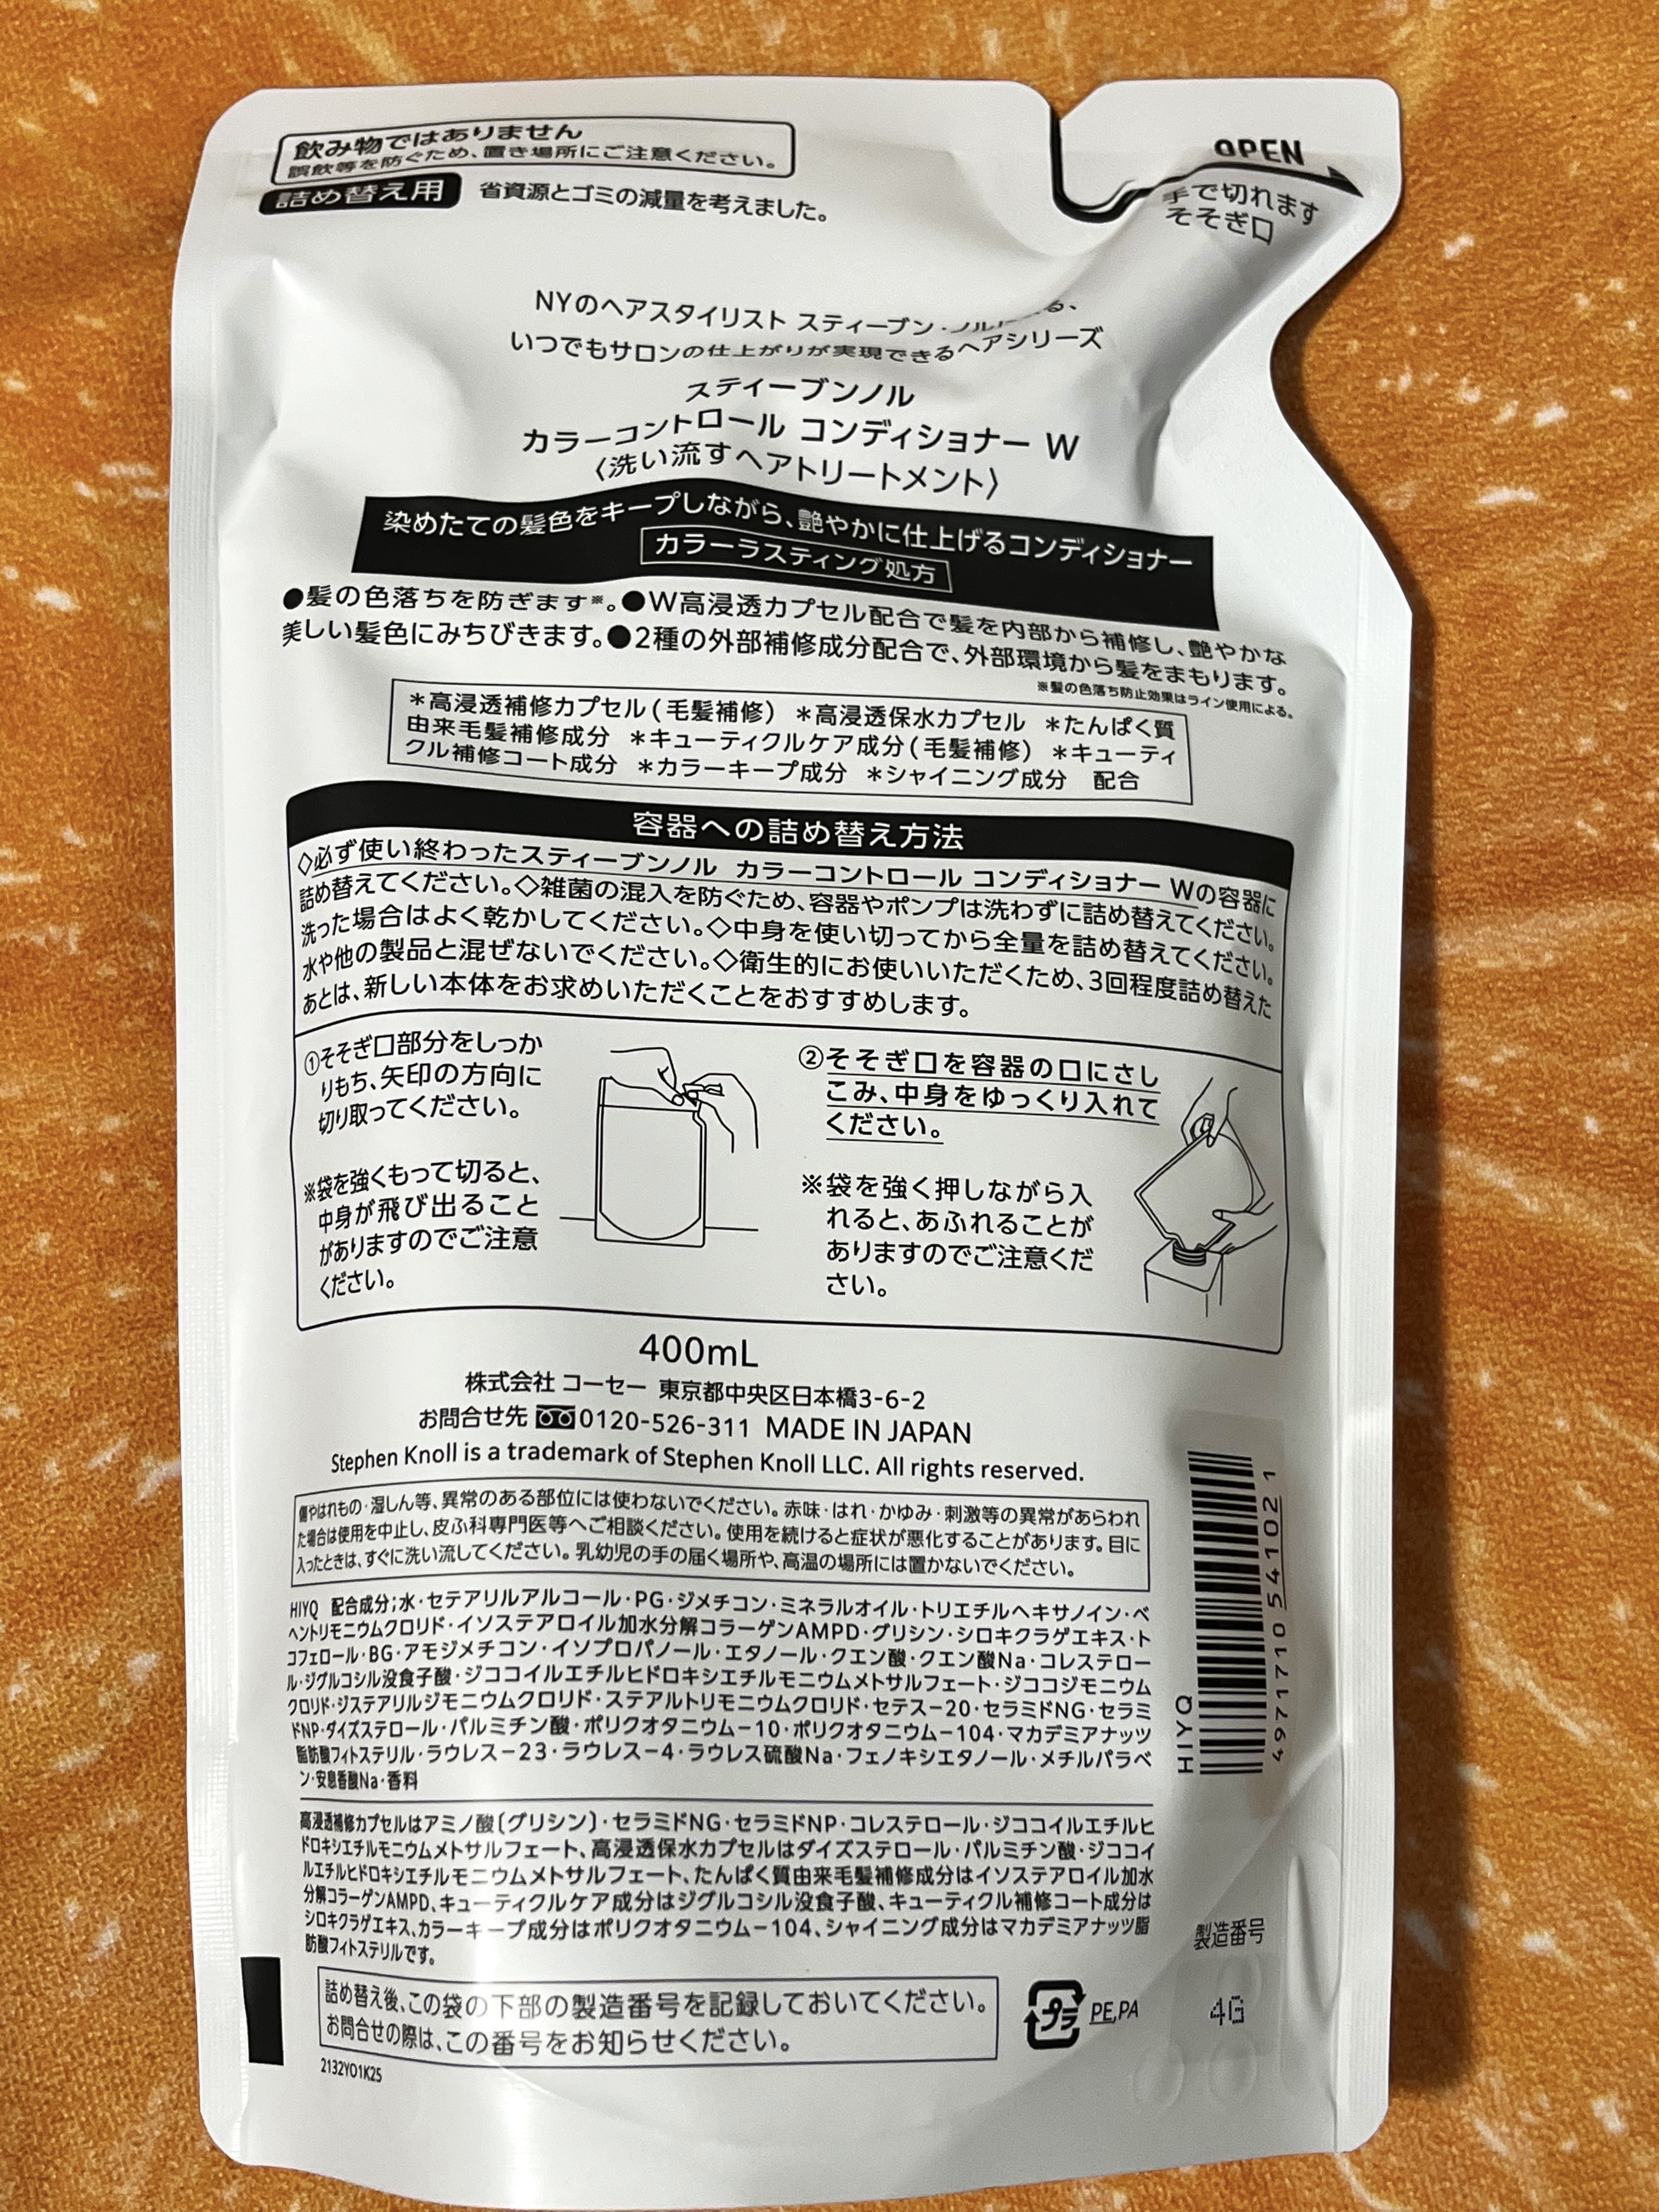 飲み物ではありません
誤飲等を防ぐため、置き場所にご注意ください。
詰め替え用 省資源とゴミの減量を考えました。
OPEN
手で切れます
そそぎ口
NYのヘアスタイリスト スティーブン・ノル る、
いつでもサロンの仕上がりが実現できるヘアシリーズ
スティーブンノル
カラーコントロール コンディショナー W
〈洗い流すヘアトリートメント〉
染めたての髪色をキープしながら、艶やかに仕上げるコンディショナー
カラーラスティング処方
●髪の色落ちを防ぎます※。●W高浸透カプセル配合で髪を内部から補修し、艶やかな
美しい髪色にみちびきます。●2種の外部補修成分配合で、外部環境から髪をまもります。
※髪の色落ち防止効果はライン使用による。
＊高浸透補修カプセル(毛髪補修) ＊高浸透保水カプセル ＊たんぱく質
由来毛髪補修成分 ＊キューティクルケア成分(毛髪補修) ＊キューティ
クル補修コート成分 ＊カラーキープ成分 ＊シャイニング成分 配合
容器への詰め替え方法
◇必ず使い終わったスティーブンノル カラーコントロール コンディショナー Wの容器に
詰め替えてください。◇雑菌の混入を防ぐため、容器やポンプは洗わずに詰め替えてください。
洗った場合はよく乾かしてください。◇中身を使い切ってから全量を詰め替えてください。
水や他の製品と混ぜないでください。◇衛生的にお使いいただくため、3回程度詰め替えた
あとは、新しい本体をお求めいただくことをおすすめします。
①そそぎ口部分をしっか
りもち、矢印の方向に
切り取ってください。
※袋を強くもって切ると、
中身が飛び出ること
がありますのでご注意
ください。
②そそぎ口を容器の口にさし
こみ、中身をゆっくり入れて
ください。
※袋を強く押しながら入
れると、あふれることが
ありますのでご注意くだ
さい。
400mL
株式会社 コーセー 東京都中央区日本橋3-6-2
お問合せ先 0120-526-311 MADE IN JAPAN
Stephen Knoll is a trademark of Stephen Knoll LLC. All rights reserved.
傷やはれもの・湿しん等、異常のある部位には使わないでください。赤味・はれ・かゆみ・刺激等の異常があらわれ
た場合は使用を中止し、皮ふ科専門医等へご相談ください。使用を続けると症状が悪化することがあります。目に
入ったときは、すぐに洗い流してください。乳幼児の手の届く場所や、高温の場所には置かないでください。
HIYQ 配合成分；水・セテアリルアルコール・PG・ジメチコン・ミネラルオイル・トリエチルヘキサノイン・ベ
ヘントリモニウムクロリド・イソステアロイル加水分解コラーゲンAMPD・グリシン・シロキクラゲエキス・ト
コフェロール・BG・アモジメチコン・イソプロパノール・エタノール・クエン酸・クエン酸Na・コレステロー
ル・ジグルコシル没食子酸・ジココイルエチルヒドロキシエチルモニウムメトサルフェート・ジココジモニウム
クロリド・ジステアリルジモニウムクロリド・ステアルトリモニウムクロリド・セテス-20・セラミドNG・セラミ
ドNP・ダイズステロール・パルミチン酸・ポリクオタニウム-10・ポリクオタニウム-104・マカデミアナッツ
脂肪酸フィトステリル・ラウレス-23・ラウレス-4・ラウレス硫酸Na・フェノキシエタノール・メチルパラベ
ン・安息香酸Na・香料
高浸透補修カプセルはアミノ酸〔グリシン〕・セラミドNG・セラミドNP・コレステロール・ジココイルエチルヒ
ドロキシエチルモニウムメトサルフェート、高浸透保水カプセルはダイズステロール・パルミチン酸・ジココイ
ルエチルヒドロキシエチルモニウムメトサルフェート、たんぱく質由来毛髪補修成分はイソステアロイル加水
分解コラーゲンAMPD、キューティクルケア成分はジグルコシル没食子酸、キューティクル補修コート成分は
シロキクラゲエキス、カラーキープ成分はポリクオタニウム-104、シャイニング成分はマカデミアナッツ脂
肪酸フィトステリルです。
HIYQ
4971710 541021
製造番号
4G
詰め替え後、この袋の下部の製造番号を記録しておいてください。
お問合せの際は、この番号をお知らせください。
プラ PE,PA
2132YO1K25